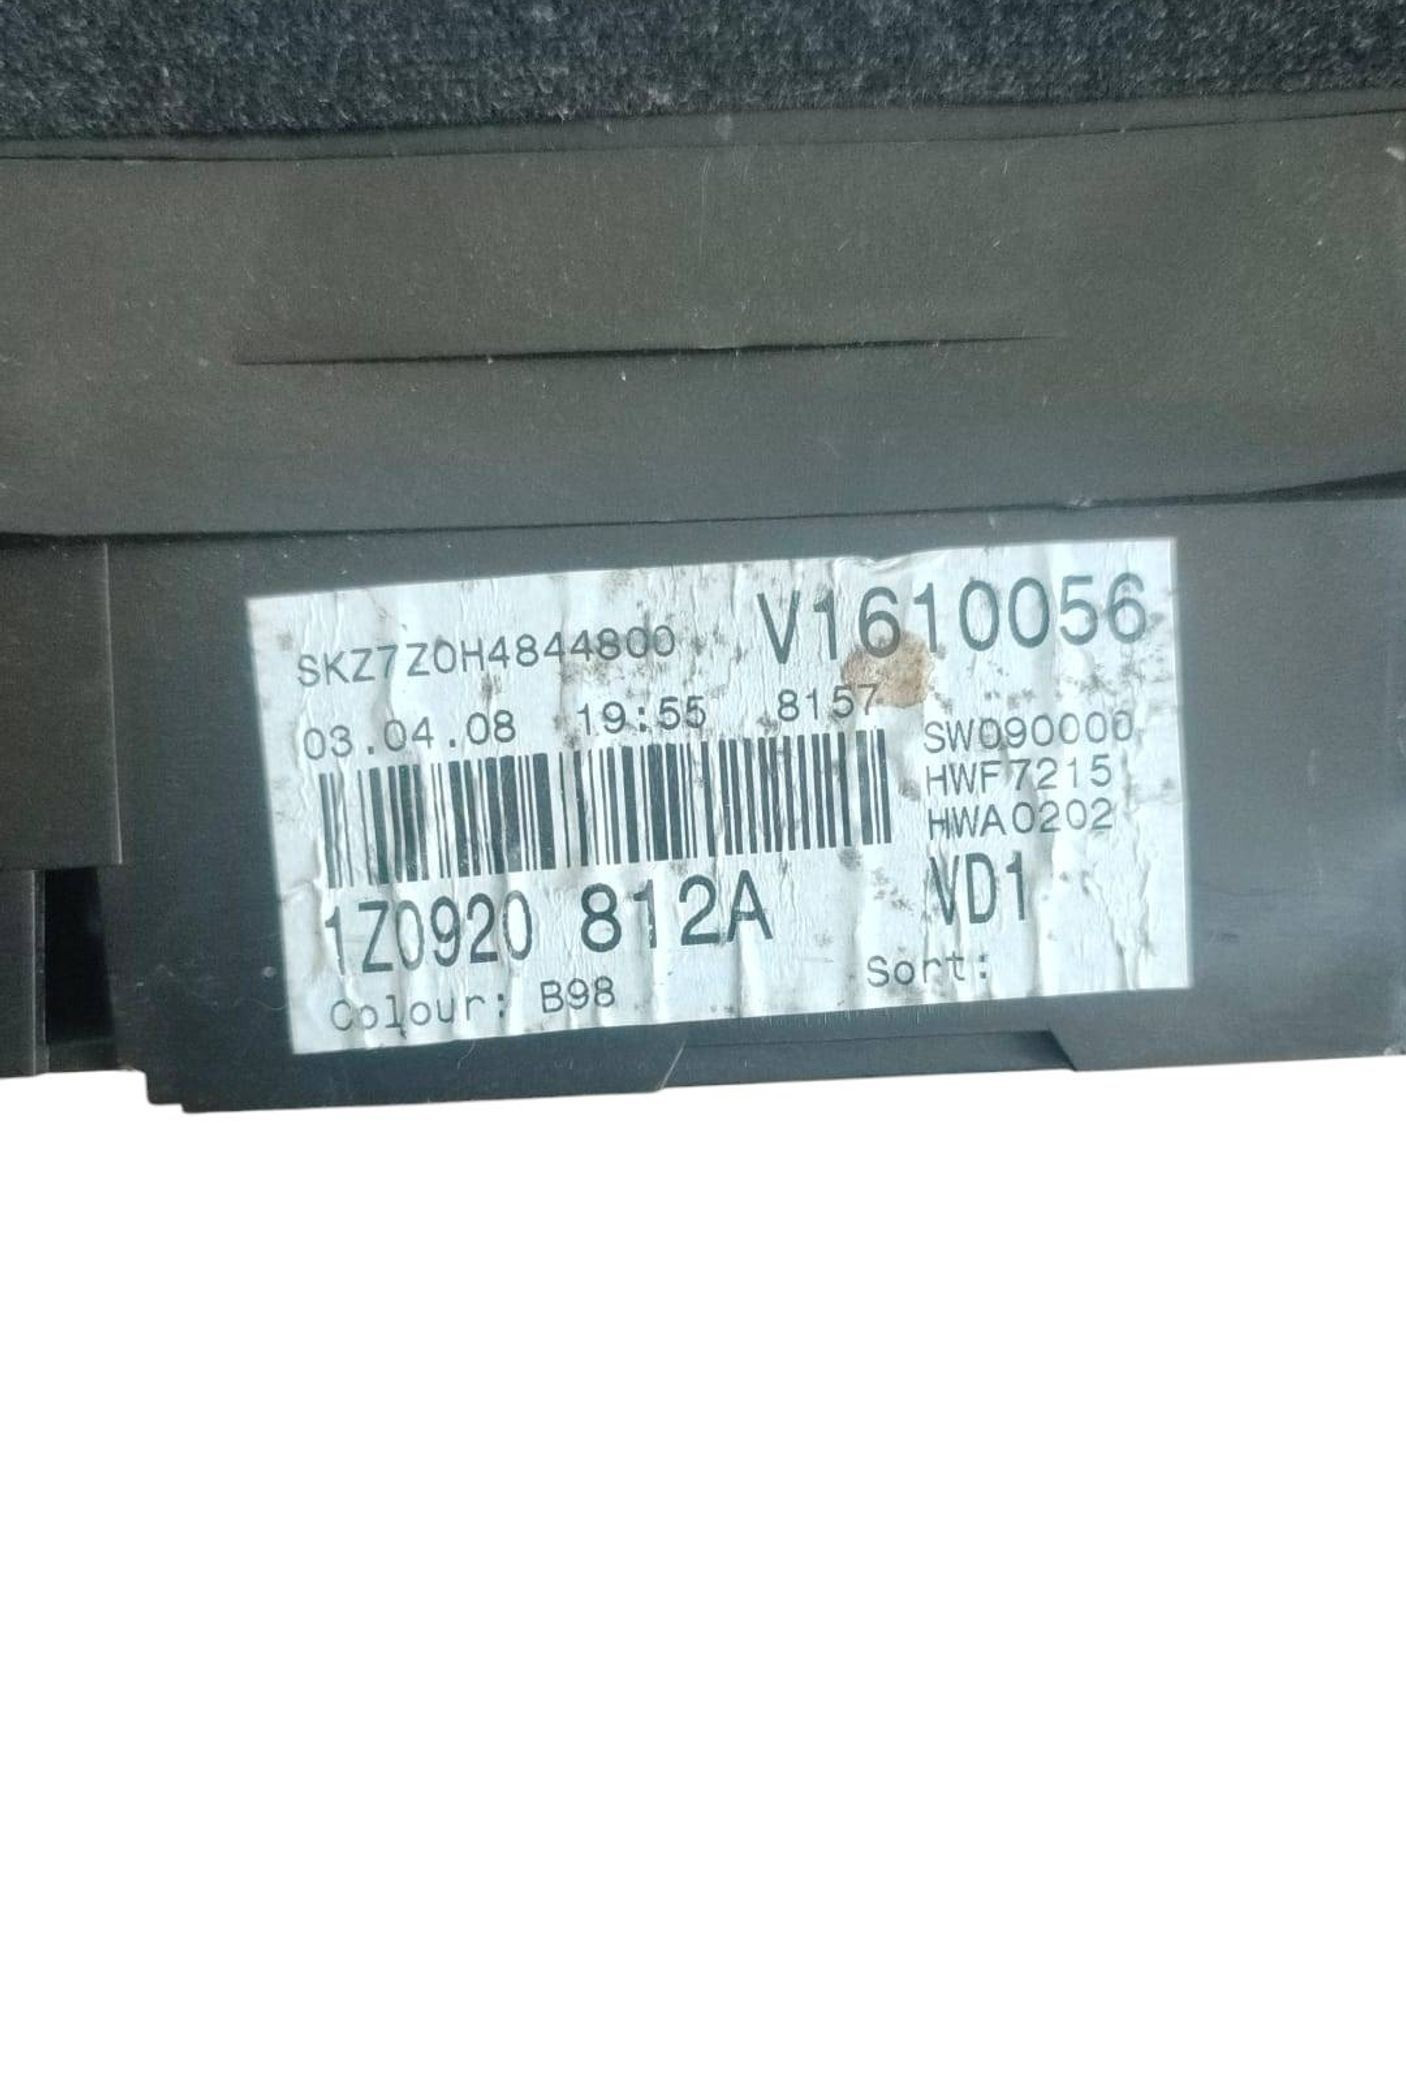 SKZ7Z0H4844800 V1610056
03.04.08 19:55 8157
SW090000
HWF7215
HWA0202
1Z0920 812A VD1
Colour: B98 Sort: